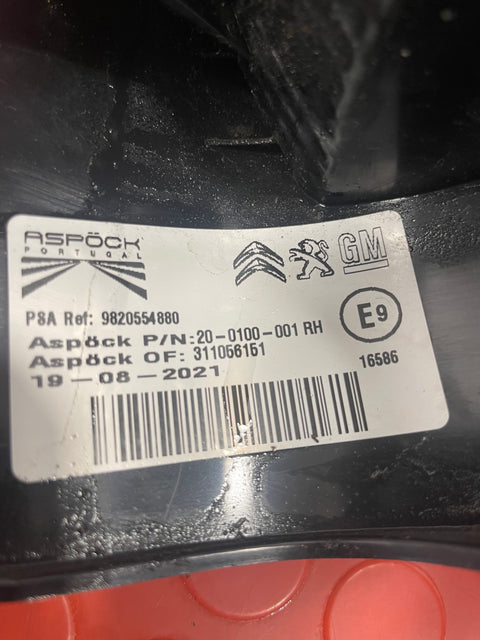 ASPÖCK
PORTUGAL
GM
PSA Ref: 9820554880
Aspöck P/N:20-0100-001 RH
Aspöck OF: 311056151
19-08-2021
E9
16586